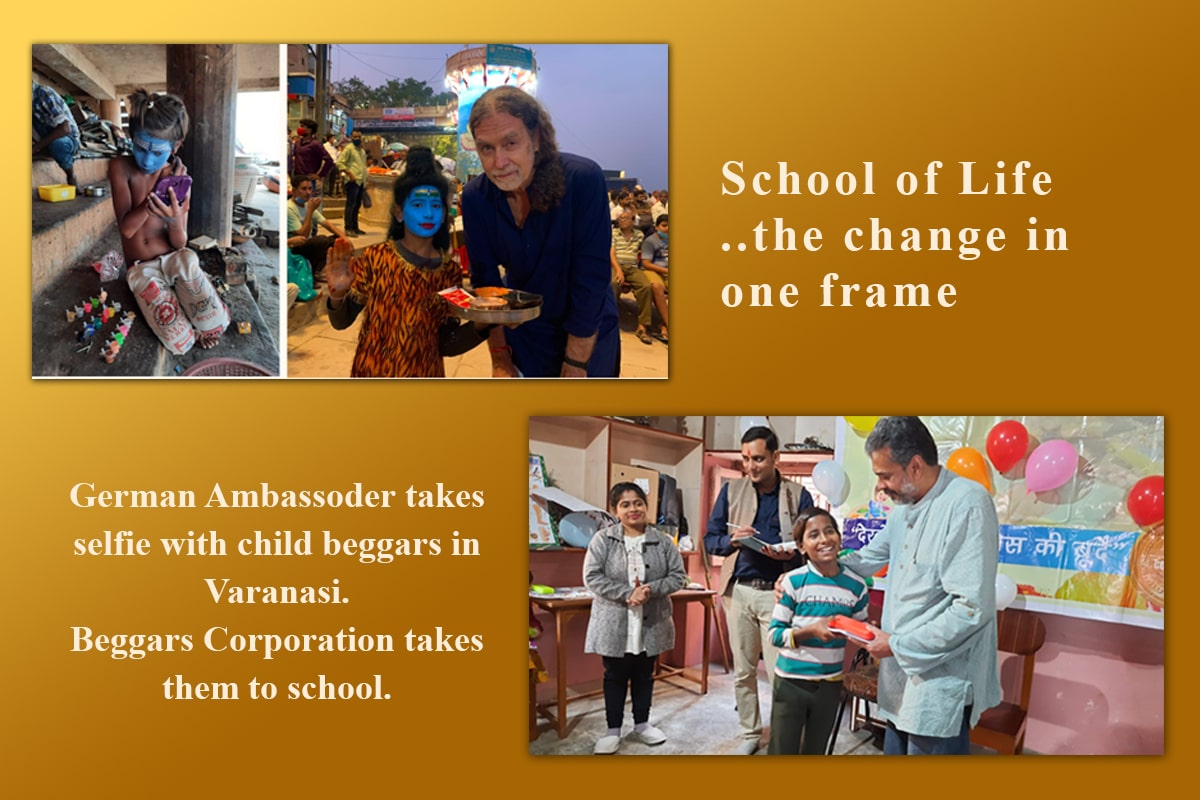 School of Life
..the change in
one frame
German Ambassoder takes
selfie with child beggars in
Varanasi.
Beggars Corporation takes
them to school.
की बूंदें"